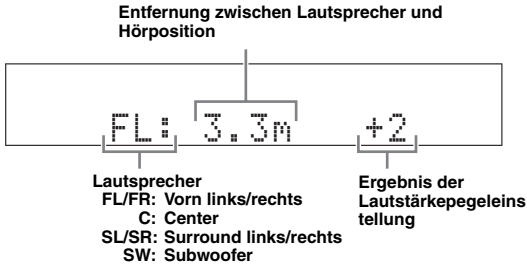 Entfernung zwischen Lautsprecher und
Hörposition
FL: 3.3m +2
Lautsprecher
FL/FR: Vorn links/rechts
C: Center
SL/SR: Surround links/rechts
SW: Subwoofer
Ergebnis der
Lautstärkepegeleins
tellung